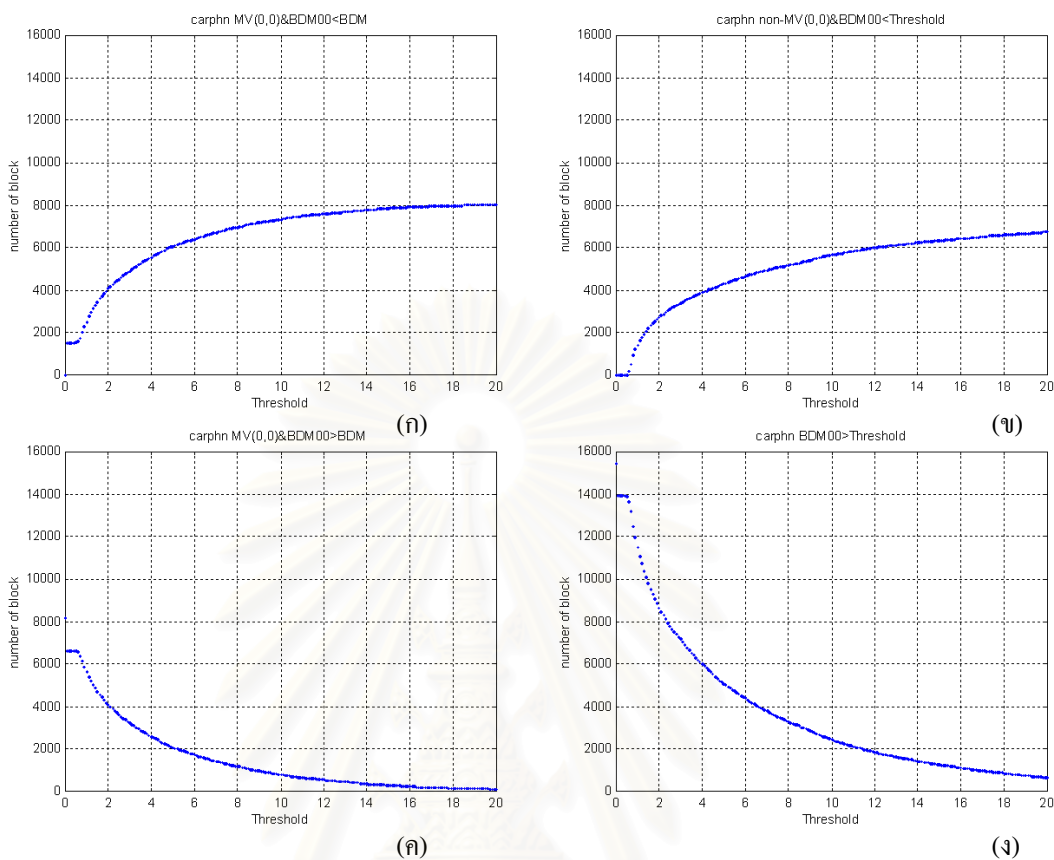 carphn MV(0,0)&BDM00<BDM
number of block
16000
14000
12000
10000
8000
6000
4000
2000
0
0 2 4 6 8 10 12 14 16 18 20
Threshold
(ก)
carphn non-MV(0,0)&BDM00<Threshold
number of block
16000
14000
12000
10000
8000
6000
4000
2000
0
0 2 4 6 8 10 12 14 16 18 20
Threshold
(ข)
carphn MV(0,0)&BDM00>BDM
number of block
16000
14000
12000
10000
8000
6000
4000
2000
0
0 2 4 6 8 10 12 14 16 18 20
Threshold
(ค)
carphn BDM00>Threshold
number of block
16000
14000
12000
10000
8000
6000
4000
2000
0
0 2 4 6 8 10 12 14 16 18 20
Threshold
(ง)